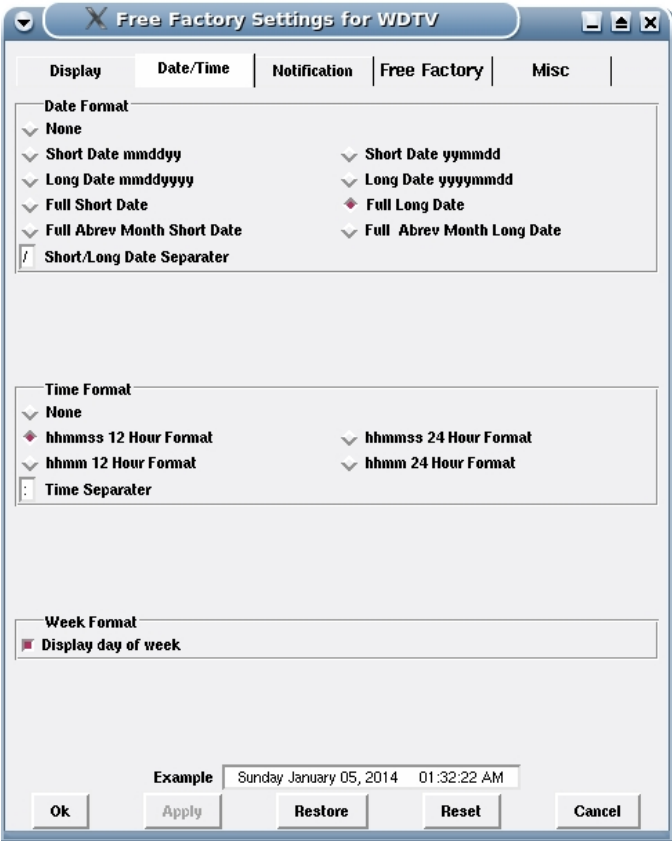 Free Factory Settings for WDTV
Display Date/Time Notification Free Factory Misc
Date Format
None
Short Date mmddyy Short Date yymmdd
Long Date mmddyyyy Long Date yyyymmdd
Full Short Date Full Long Date
Full Abrev Month Short Date Full Abrev Month Long Date
/ Short/Long Date Separater
Time Format
None
hhmmss 12 Hour Format hhmmss 24 Hour Format
hhmm 12 Hour Format hhmm 24 Hour Format
: Time Separater
Week Format
Display day of week
Example Sunday January 05, 2014 01:32:22 AM
Ok Apply Restore Reset Cancel